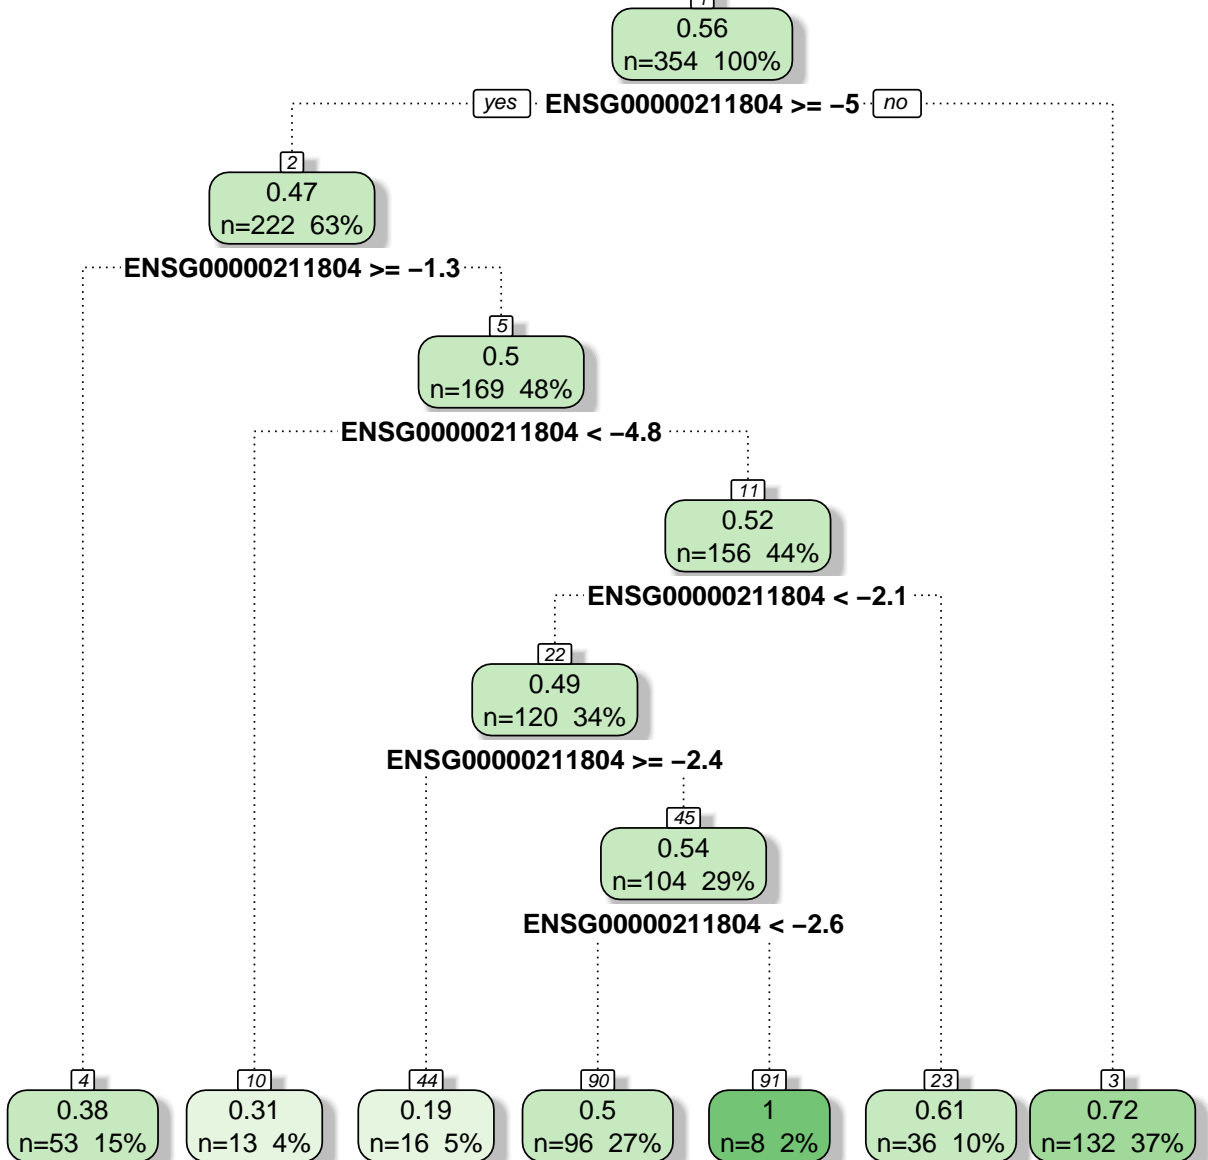 1
0.56
n=354 100%
yes ENSG00000211804 >= −5 no
2
0.47
n=222 63%
ENSG00000211804 >= −1.3
5
0.5
n=169 48%
ENSG00000211804 < −4.8
11
0.52
n=156 44%
ENSG00000211804 < −2.1
22
0.49
n=120 34%
ENSG00000211804 >= −2.4
45
0.54
n=104 29%
ENSG00000211804 < −2.6
4
0.38
n=53 15%
10
0.31
n=13 4%
44
0.19
n=16 5%
90
0.5
n=96 27%
91
1
n=8 2%
23
0.61
n=36 10%
3
0.72
n=132 37%